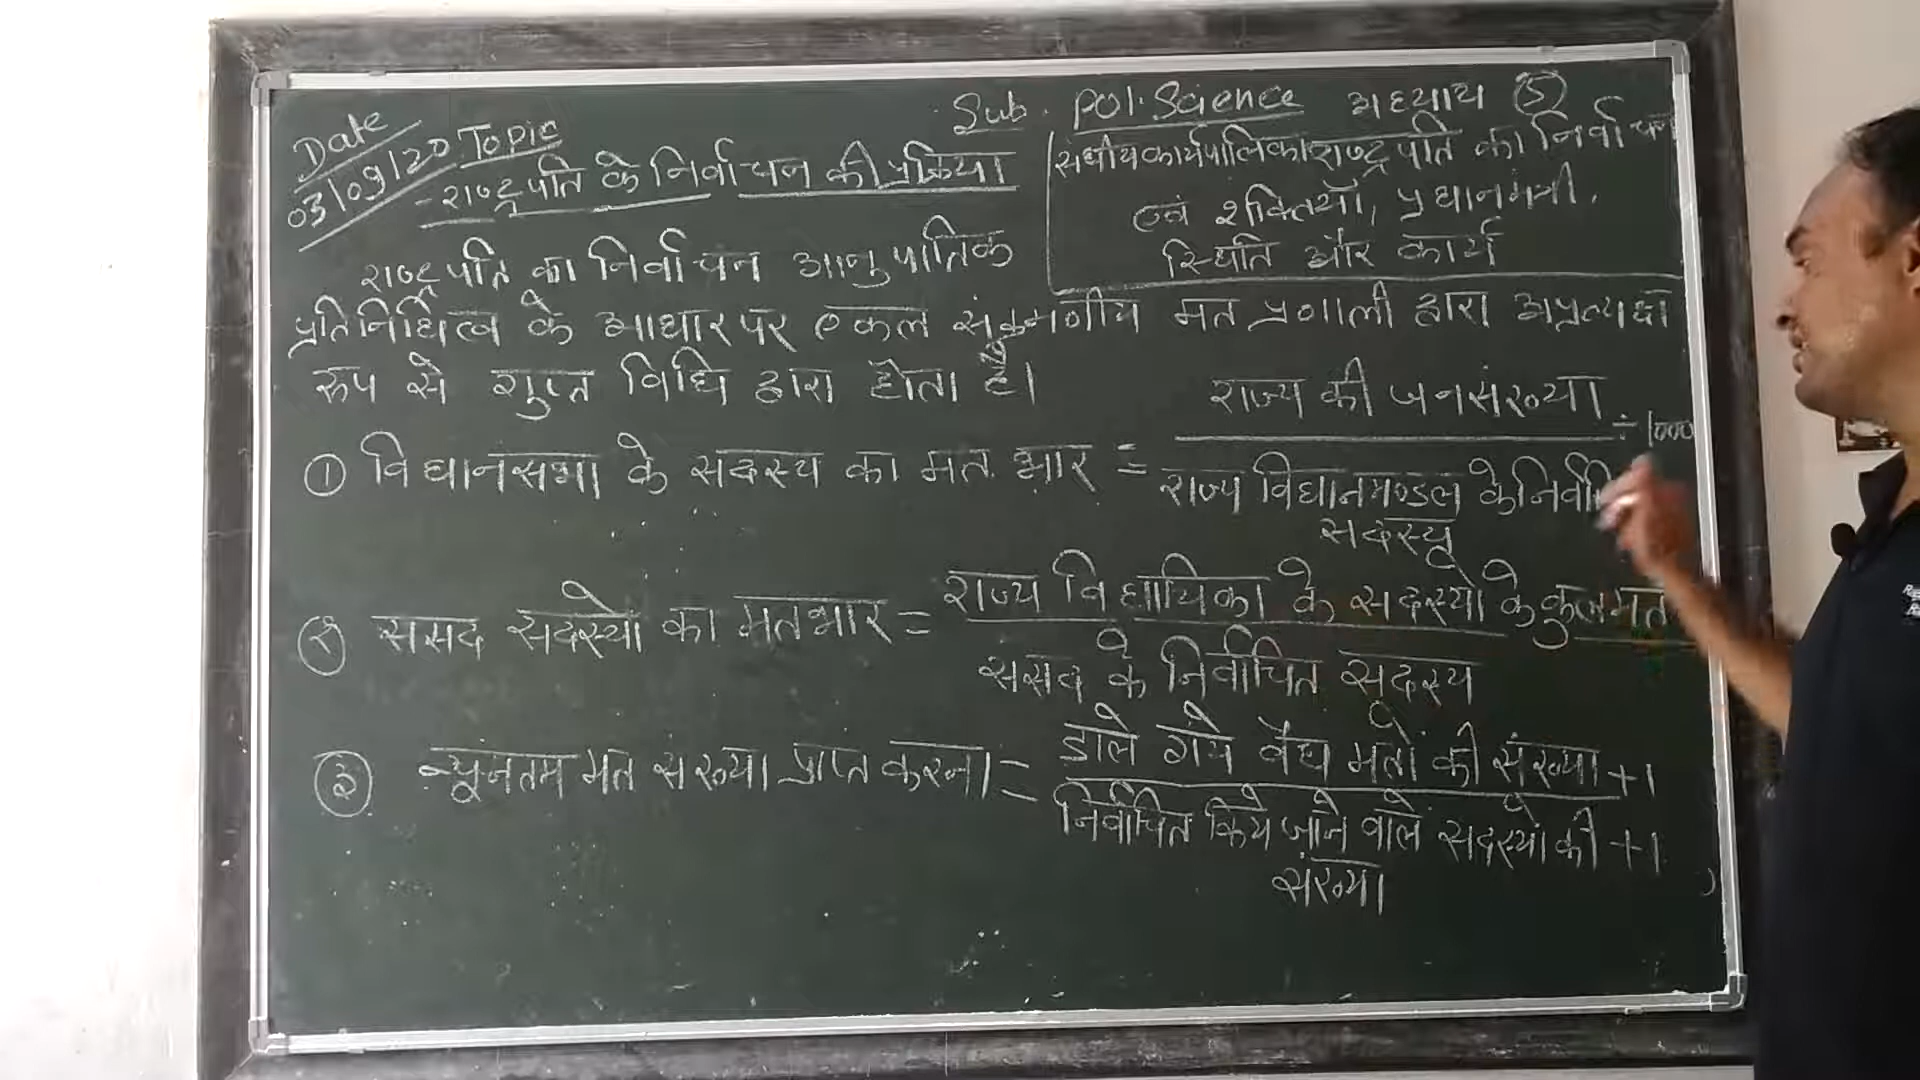 Date
03/09/20
Topic
- राष्ट्रपति के निर्वाचन की प्रक्रिया
Sub. Pol. Science अध्याय (5)
संघीय कार्यपालिका राष्ट्रपति का निर्वाचन
एवं शक्तियाँ, प्रधानमंत्री,
स्थिति और कार्य
राष्ट्रपति का निर्वाचन आनुपातिक
प्रतिनिधित्व के आधार पर एकल संक्रमणीय मत प्रणाली द्वारा अप्रत्यक्ष
रूप से गुप्त विधि द्वारा होता है।
① विधानसभा के सदस्य का मत भार =
राज्य की जनसंख्या
÷ 1000
राज्य विधानमण्डल के
सदस्य
२ संसद सदस्यों का मतभार =
राज्य विधायिका के सदस्यों के कुल मत
संसद के निर्वाचित सदस्य
३ न्यूनतम मत संख्या प्राप्त करना =
डाले गये वैध मतों की संख्या +1
निर्वाचित किये जाने वाले सदस्यों की +1
संख्या